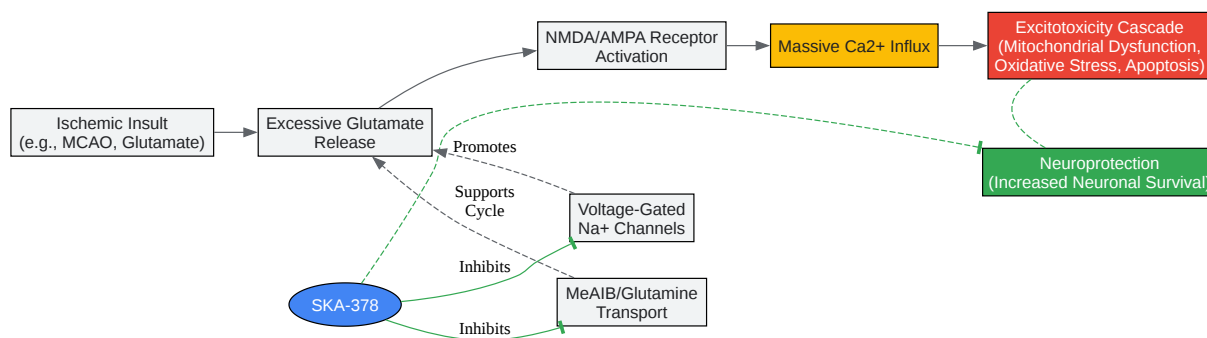 Excitotoxicity Cascade
(Mitochondrial Dysfunction,
Oxidative Stress, Apoptosis)
NMDA/AMPA Receptor
Activation
Massive Ca2+ Influx
Ischemic Insult
(e.g., MCAO, Glutamate)
Excessive Glutamate
Release
Promotes
Neuroprotection
(Increased Neuronal Survival)
Supports
Cycle
Voltage-Gated
Na+ Channels
Inhibits
SKA-378
MeAIB/Glutamine
Transport
Inhibits